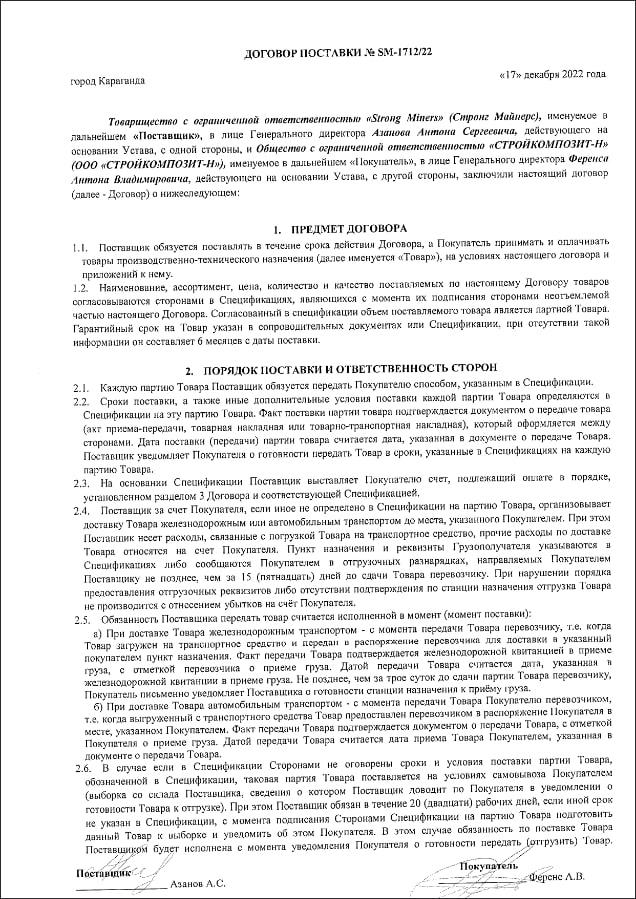 ДОГОВОР ПОСТАВКИ № SM-1712/22
город Караганда
«17» декабря 2022 года
Товарищество с ограниченной ответственностью «Strong Miners» (Стронг Майнерс), именуемое в
дальнейшем «Поставщик», в лице Генерального директора Азанова Антона Сергеевича, действующего на
основании Устава, с одной стороны, и Общество с ограниченной ответственностью «СТРОЙКОМПОЗИТ-Н»
(ООО «СТРОЙКОМПОЗИТ-Н»), именуемое в дальнейшем «Покупатель», в лице Генерального директора Ференса
Антона Владимировича, действующего на основании Устава, с другой стороны, заключили настоящий договор
(далее - Договор) о нижеследующем:
1. ПРЕДМЕТ ДОГОВОРА
1.1. Поставщик обязуется поставлять в течение срока действия Договора, а Покупатель принимать и оплачивать
товары производственно-технического назначения (далее именуется «Товар»), на условиях настоящего договора и
приложений к нему.
1.2. Наименование, ассортимент, цена, количество и качество поставляемых по настоящему Договору товаров
согласовываются сторонами в Спецификациях, являющихся с момента их подписания сторонами неотъемлемой
частью настоящего Договора. Согласованный в спецификации объем поставляемого товара является партией Товара.
Гарантийный срок на Товар указан в сопроводительных документах или Спецификации, при отсутствии такой
информации он составляет 6 месяцев с даты поставки.
2. ПОРЯДОК ПОСТАВКИ И ОТВЕТСТВЕННОСТЬ СТОРОН
2.1. Каждую партию Товара Поставщик обязуется передать Покупателю способом, указанным в Спецификации.
2.2. Сроки поставки, а также иные дополнительные условия поставки каждой партии Товара определяются в
Спецификации на эту партию Товара. Факт поставки партии товара подтверждается документом о передаче товара
(акт приема-передачи, товарная накладная или товарно-транспортная накладная), который оформляется между
сторонами. Дата поставки (передачи) партии товара считается дата, указанная в документе о передаче Товара.
Поставщик уведомляет Покупателя о готовности передать Товар в сроки, указанные в Спецификациях на каждую
партию Товара.
2.3. На основании Спецификации Поставщик выставляет Покупателю счет, подлежащий оплате в порядке,
установленном разделом 3 Договора и соответствующей Спецификацией.
2.4. Поставщик за счет Покупателя, если иное не определено в Спецификации на партию Товара, организовывает
доставку Товара железнодорожным или автомобильным транспортом до места, указанного Покупателем. При этом
Поставщик несет расходы, связанные с погрузкой Товара на транспортное средство, прочие расходы по доставке
Товара относятся на счет Покупателя. Пункт назначения и реквизиты Грузополучателя указываются в
Спецификациях либо сообщаются Покупателем в отгрузочных разнарядках, направляемых Покупателем
Поставщику не позднее, чем за 15 (пятнадцать) дней до сдачи Товара перевозчику. При нарушении порядка
предоставления отгрузочных реквизитов либо отсутствии подтверждения по станции назначения отгрузка Товара
не производится с отнесением убытков на счёт Покупателя.
2.5. Обязанность Поставщика передать товар считается исполненной в момент (момент поставки):
а) При доставке Товара железнодорожным транспортом - с момента передачи Товара перевозчику, т.е. когда
Товар загружен на транспортное средство и передан в распоряжение перевозчика для доставки в указанный
покупателем пункт назначения. Факт передачи Товара подтверждается железнодорожной квитанцией в приеме
груза, с отметкой перевозчика о приеме груза. Датой передачи Товара считается дата, указанная в
железнодорожной квитанции в приеме груза. Не позднее, чем за трое суток до сдачи партии Товара перевозчику,
Покупатель письменно уведомляет Поставщика о готовности станции назначения к приёму груза.
б) При доставке Товара автомобильным транспортом - с момента передачи Товара Покупателю перевозчиком,
т.е. когда выгруженный с транспортного средства Товар предоставлен перевозчиком в распоряжение Покупателя в
месте, указанном Покупателем. Факт передачи Товара подтверждается документом о передачи Товара, с отметкой
Покупателя о приеме груза. Датой передачи Товара считается дата приема Товара Покупателем, указанная в
документе о передачи Товара.
2.6. В случае если в Спецификации Сторонами не оговорены сроки и условия поставки партии Товара,
обозначенной в Спецификации, таковая партия Товара поставляется на условиях самовывоза Покупателем
(выборка со склада Поставщика, сведения о котором Поставщик доводит по Покупателя в уведомлении о
готовности Товара к отгрузке). При этом Поставщик обязан в течение 20 (двадцати) рабочих дней, если иной срок
не указан в Спецификации, с момента подписания Сторонами Спецификации на партию Товара подготовить
данный Товар к выборке и уведомить об этом Покупателя. В этом случае обязанность по поставке Товара
Поставщиком будет исполнена с момента уведомления Покупателя о готовности передать (отгрузить) Товар.
Поставщик
Покупатель
Азанов А.С.
Ференс А.В.